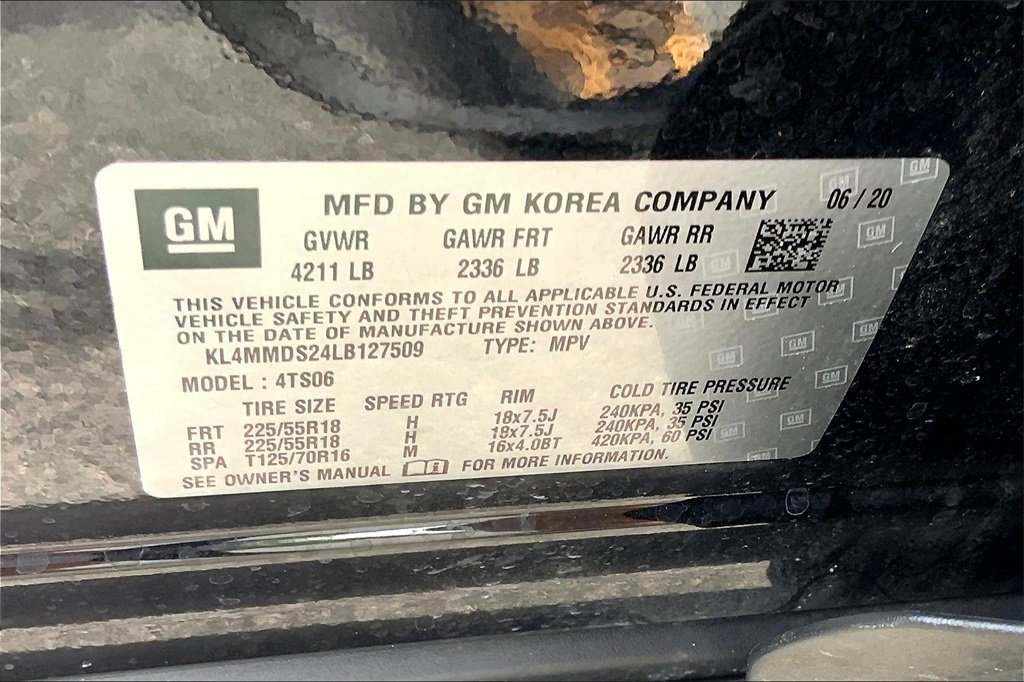 GM
MFD BY GM KOREA COMPANY 06/20
GVWR GAWR FRT GAWR RR
4211 LB 2336 LB 2336 LB
THIS VEHICLE CONFORMS TO ALL APPLICABLE U.S. FEDERAL MOTOR
VEHICLE SAFETY AND THEFT PREVENTION STANDARDS IN EFFECT
ON THE DATE OF MANUFACTURE SHOWN ABOVE.
KL4MMDS24LB127509 TYPE: MPV
MODEL : 4TS06
TIRE SIZE SPEED RTG RIM COLD TIRE PRESSURE
FRT 225/55R18 H 18x7.5J 240KPA, 35 PSI
RR 225/55R18 H 18x7.5J 240KPA, 35 PSI
SPA T125/70R16 M 16x4.0BT 420KPA, 60 PSI
SEE OWNER'S MANUAL FOR MORE INFORMATION.